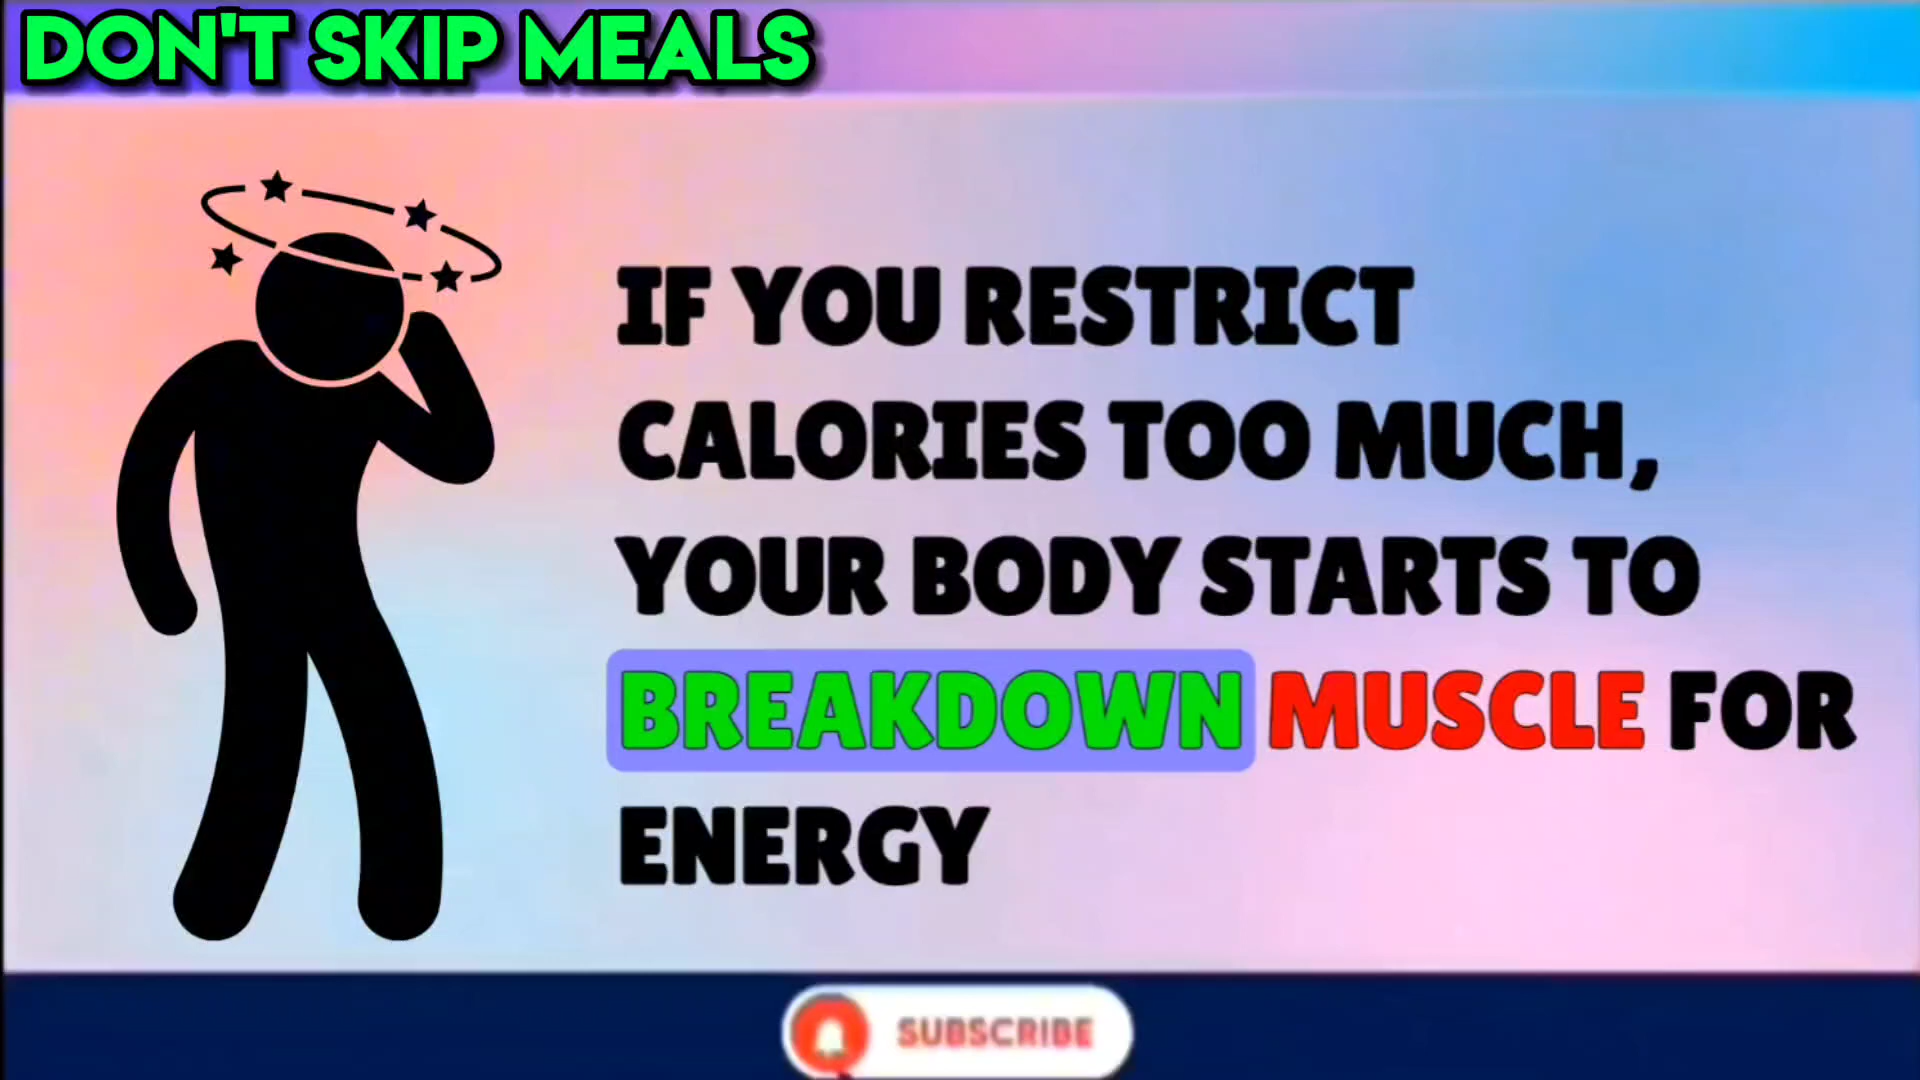 DON'T SKIP MEALS
IF YOU RESTRICT
CALORIES TOO MUCH,
YOUR BODY STARTS TO
BREAKDOWN MUSCLE FOR
ENERGY
SUBSCRIBE